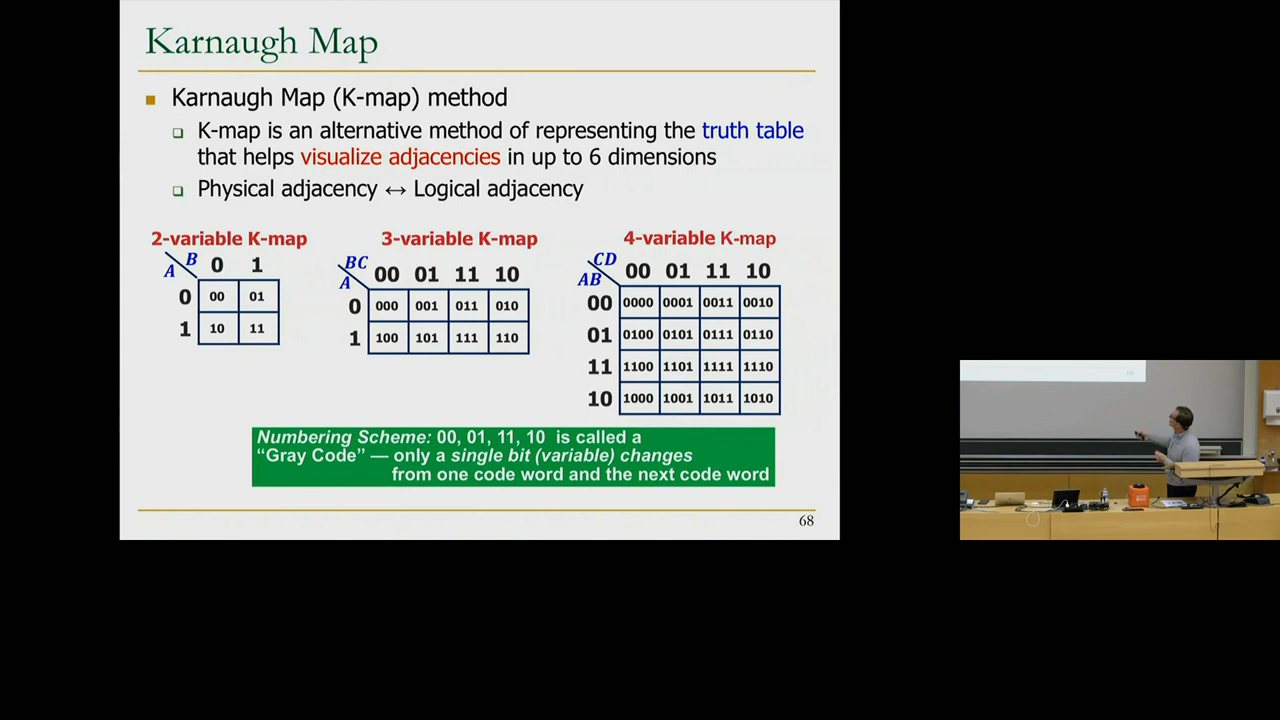 Karnaugh Map
Karnaugh Map (K-map) method
K-map is an alternative method of representing the truth table
that helps visualize adjacencies in up to 6 dimensions
Physical adjacency ↔ Logical adjacency
2-variable K-map
B
A
0 1
0 00 01
1 10 11
3-variable K-map
BC
A
00 01 11 10
0 000 001 011 010
1 100 101 111 110
4-variable K-map
CD
AB
00 01 11 10
00 0000 0001 0011 0010
01 0100 0101 0111 0110
11 1100 1101 1111 1110
10 1000 1001 1011 1010
Numbering Scheme: 00, 01, 11, 10 is called a
“Gray Code” — only a single bit (variable) changes
from one code word and the next code word
68